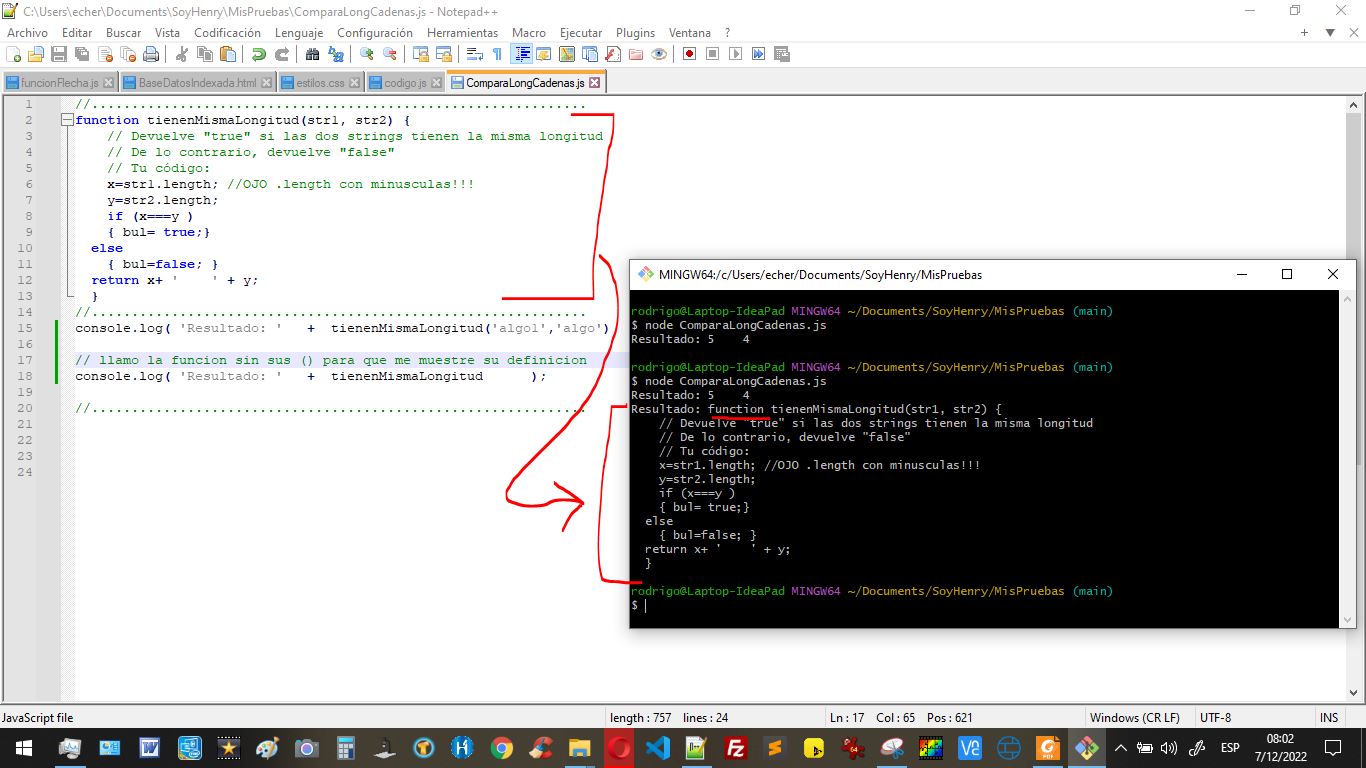 C:\Users\echer\Documents\SoyHenry\MisPruebas\ComparaLongCadenas.js - Notepad++
Archivo Editar Buscar Vista Codificación Lenguaje Configuración Herramientas Macro Ejecutar Plugins Ventana ?
funcionFlecha.js BaseDatosIndexada.html estilos.css codigo.js ComparaLongCadenas.js
1 //..............................................................
2 function tienenMismaLongitud(str1, str2) {
3 // Devuelve "true" si las dos strings tienen la misma longitud
4 // De lo contrario, devuelve "false"
5 // Tu código:
6 x=str1.length; //OJO .length con minusculas!!!
7 y=str2.length;
8 if (x===y )
9 { bul= true;}
10 else
11 { bul=false; }
12 return x+ '    ' + y;
13 }
14 //..............................................................
15 console.log( 'Resultado: '   +  tienenMismaLongitud('algo1','algo')
16
17 // llamo la funcion sin sus () para que me muestre su definicion
18 console.log( 'Resultado: '   +  tienenMismaLongitud      );
19
20 //..............................................................
21
22
23
24
MINGW64:/c/Users/echer/Documents/SoyHenry/MisPruebas
rodrigo@Laptop-IdeaPad MINGW64 ~/Documents/SoyHenry/MisPruebas (main)
$ node ComparaLongCadenas.js
Resultado: 5    4
rodrigo@Laptop-IdeaPad MINGW64 ~/Documents/SoyHenry/MisPruebas (main)
$ node ComparaLongCadenas.js
Resultado: 5    4
Resultado: function tienenMismaLongitud(str1, str2) {
// Devuelve "true" si las dos strings tienen la misma longitud
// De lo contrario, devuelve "false"
// Tu código:
x=str1.length; //OJO .length con minusculas!!!
y=str2.length;
if (x===y )
{ bul= true;}
else
{ bul=false; }
return x+ '    ' + y;
}
rodrigo@Laptop-IdeaPad MINGW64 ~/Documents/SoyHenry/MisPruebas (main)
$
JavaScript file length : 757 lines : 24 Ln : 17 Col : 65 Pos : 621 Windows (CR LF) UTF-8 INS
ESP 08:02
7/12/2022